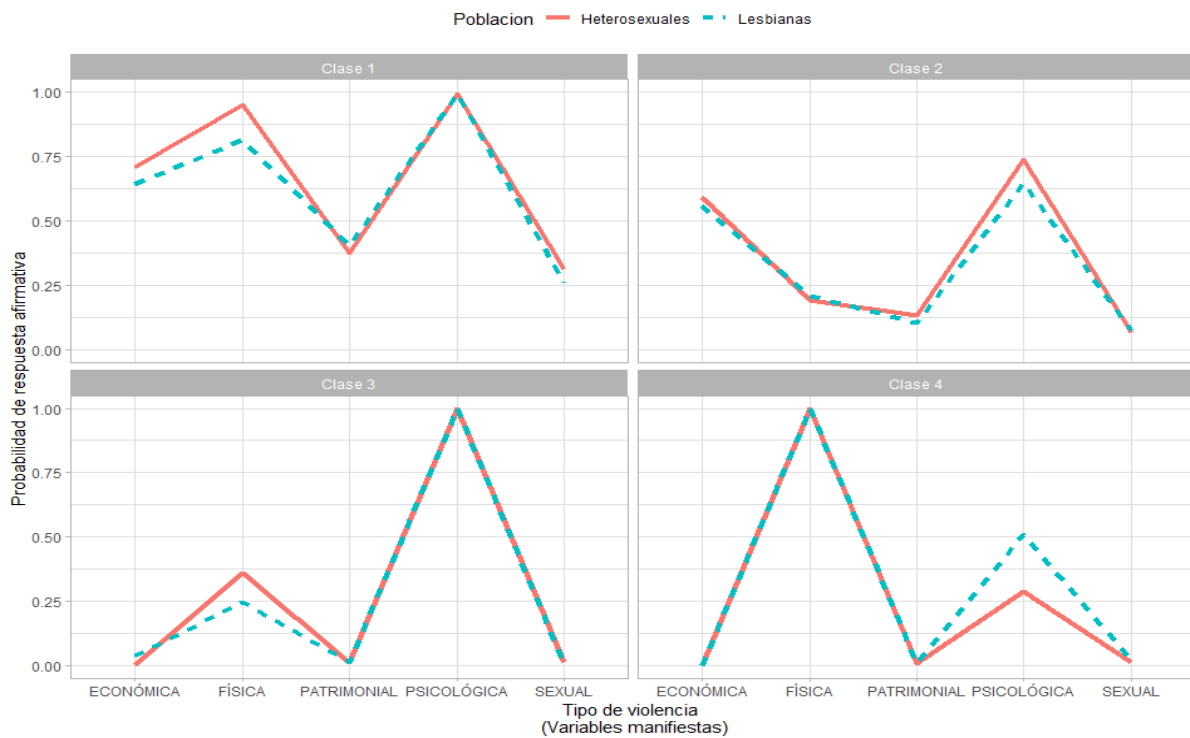 Poblacion Heterosexuales Lesbianas
Clase 1 Clase 2
1.00
0.75
0.50
0.25
0.00
Clase 3 Clase 4
1.00
0.75
0.50
0.25
0.00
Probabilidad de respuesta afirmativa
ECONÓMICA FÍSICA PATRIMONIAL PSICOLÓGICA SEXUAL ECONÓMICA FÍSICA PATRIMONIAL PSICOLÓGICA SEXUAL
Tipo de violencia
(Variables manifiestas)